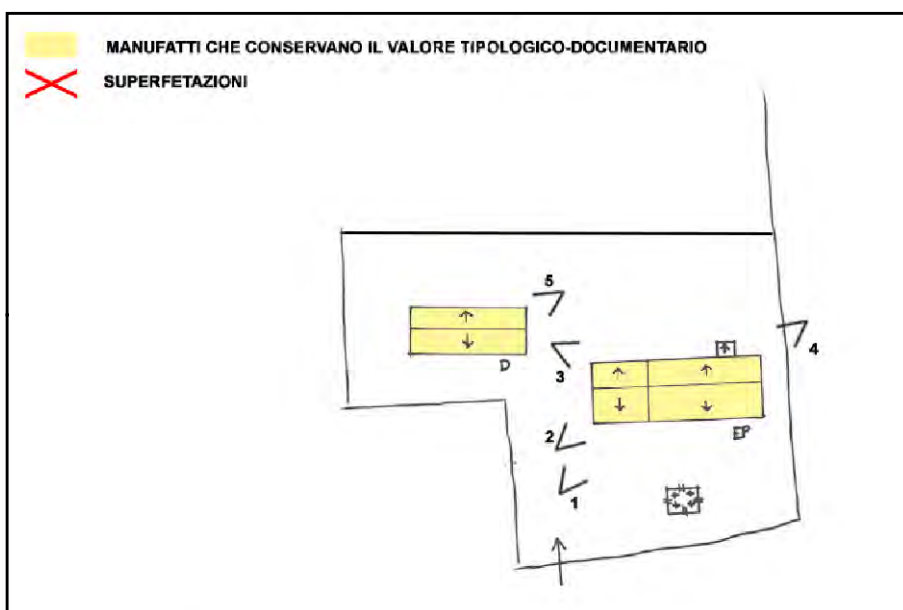 MANUFATTI CHE CONSERVANO IL VALORE TIPOLOGICO-DOCUMENTARIO
SUPERFETAZIONI
5
4
D
3
2
EP
1